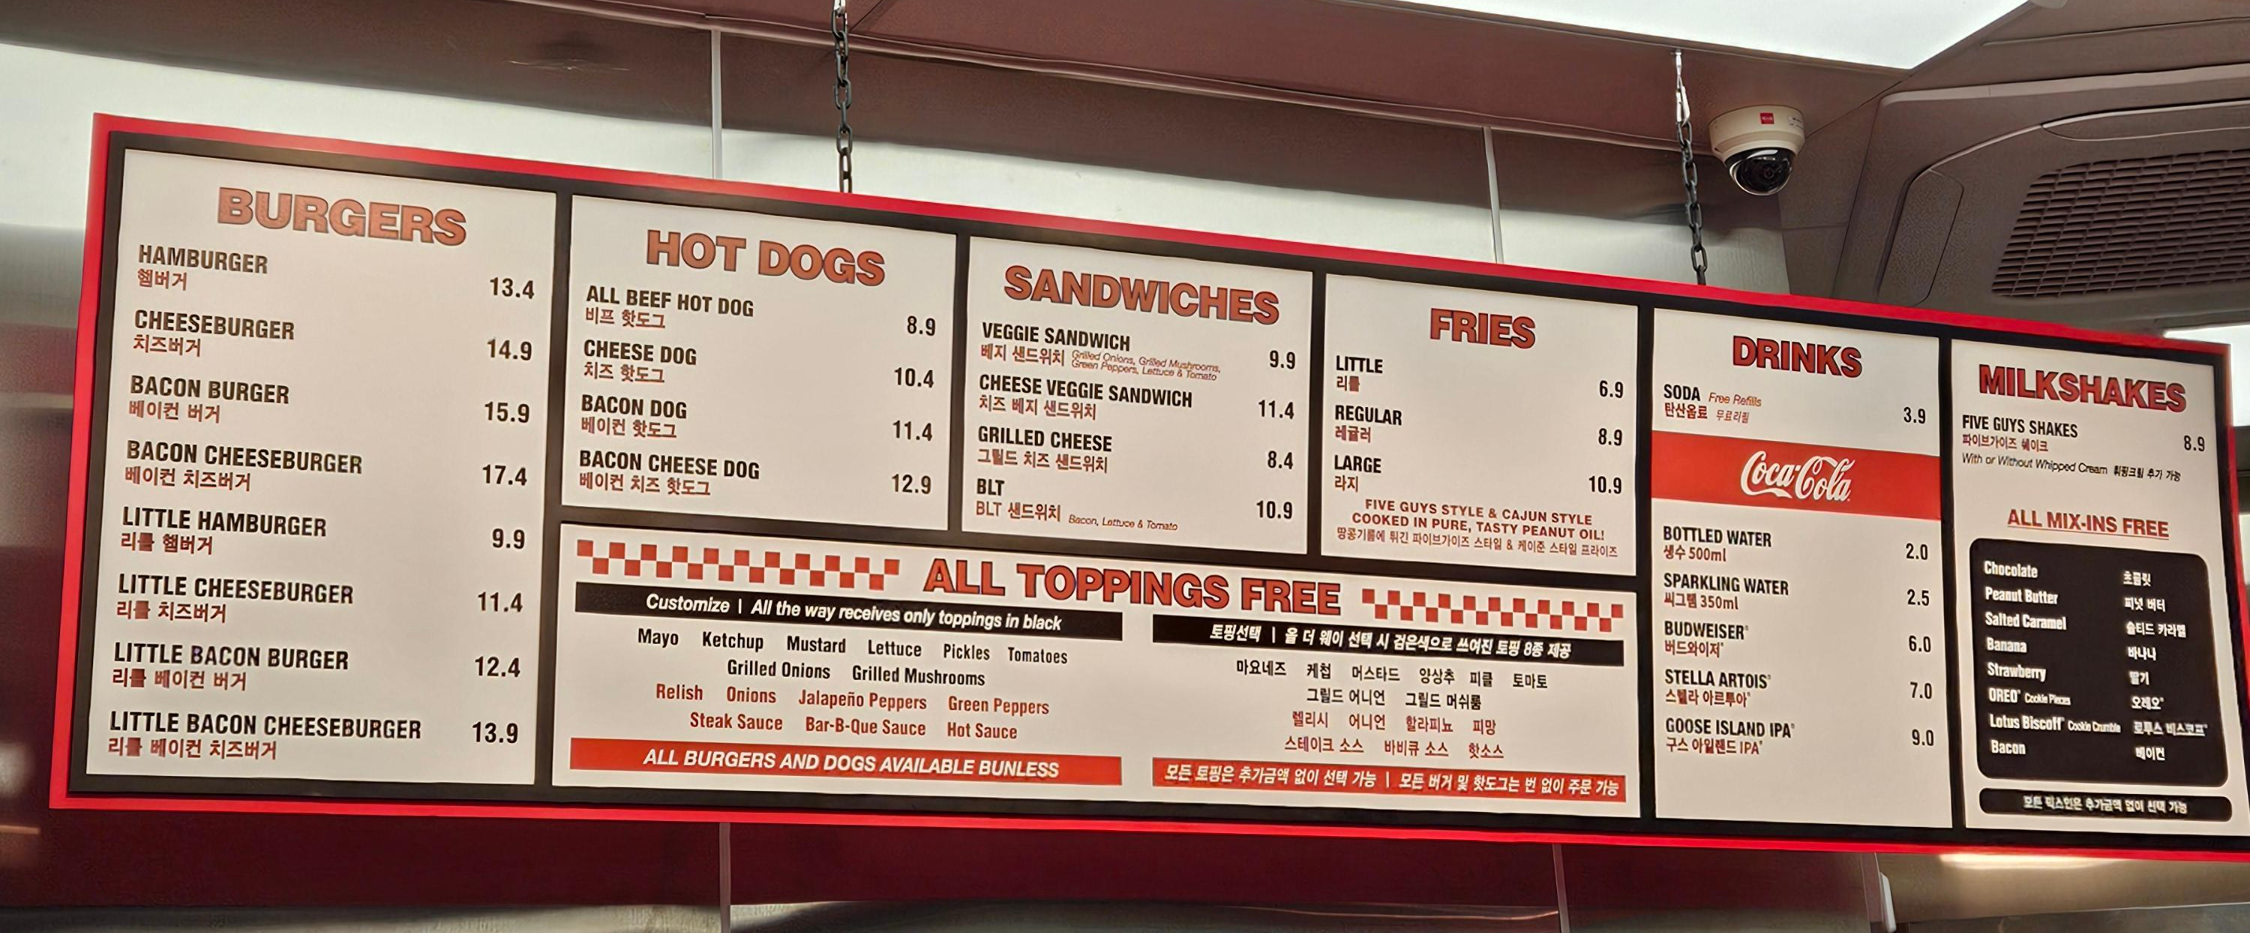 BURGERS
HAMBURGER
햄버거 13.4
CHEESEBURGER
치즈버거 14.9
BACON BURGER
베이컨 버거 15.9
BACON CHEESEBURGER
베이컨 치즈버거 17.4
LITTLE HAMBURGER
리틀 햄버거 9.9
LITTLE CHEESEBURGER
리틀 치즈버거 11.4
LITTLE BACON BURGER
리틀 베이컨 버거 12.4
LITTLE BACON CHEESEBURGER
리틀 베이컨 치즈버거 13.9
HOT DOGS
ALL BEEF HOT DOG
비프 핫도그 8.9
CHEESE DOG
치즈 핫도그 10.4
BACON DOG
베이컨 핫도그 11.4
BACON CHEESE DOG
베이컨 치즈 핫도그 12.9
SANDWICHES
VEGGIE SANDWICH
베지 샌드위치 Grilled Onions, Grilled Mushrooms, 9.9
Green Peppers, Lettuce & Tomato
CHEESE VEGGIE SANDWICH
치즈 베지 샌드위치 11.4
GRILLED CHEESE
그릴드 치즈 샌드위치 8.4
BLT
BLT 샌드위치 Bacon, Lettuce & Tomato 10.9
FRIES
LITTLE
리틀 6.9
REGULAR
레귤러 8.9
LARGE
라지 10.9
FIVE GUYS STYLE & CAJUN STYLE
COOKED IN PURE, TASTY PEANUT OIL!
땅콩기름에 튀긴 파이브가이즈 스타일 & 케이준 스타일 프라이즈
ALL TOPPINGS FREE
Customize | All the way receives only toppings in black
Mayo Ketchup Mustard Lettuce Pickles Tomatoes
Grilled Onions Grilled Mushrooms
Relish Onions Jalapeño Peppers Green Peppers
Steak Sauce Bar-B-Que Sauce Hot Sauce
ALL BURGERS AND DOGS AVAILABLE BUNLESS
토핑선택 | 올 더 웨이 선택 시 검은색으로 쓰여진 토핑 8종 제공
마요네즈 케첩 머스타드 양상추 피클 토마토
그릴드 어니언 그릴드 머쉬룸
렐리시 어니언 할라피뇨 피망
스테이크 소스 바비큐 소스 핫소스
모든 토핑은 추가금액 없이 선택 가능 | 모든 버거 및 핫도그는 번 없이 주문 가능
DRINKS
SODA Free Refills
탄산음료 무료리필 3.9
Coca-Cola
BOTTLED WATER
생수 500ml 2.0
SPARKLING WATER
씨그램 350ml 2.5
BUDWEISER®
버드와이저® 6.0
STELLA ARTOIS®
스텔라 아르투아® 7.0
GOOSE ISLAND IPA®
구스 아일랜드 IPA® 9.0
MILKSHAKES
FIVE GUYS SHAKES
파이브가이즈 쉐이크 8.9
With or Without Whipped Cream 휘핑크림 추가 가능
ALL MIX-INS FREE
Chocolate 초콜릿
Peanut Butter 피넛 버터
Salted Caramel 솔티드 카라멜
Banana 바나나
Strawberry 딸기
OREO® Cookie Pieces 오레오®
Lotus Biscoff® Cookie Crumble 로투스 비스코프®
Bacon 베이컨
모든 믹스인은 추가금액 없이 선택 가능